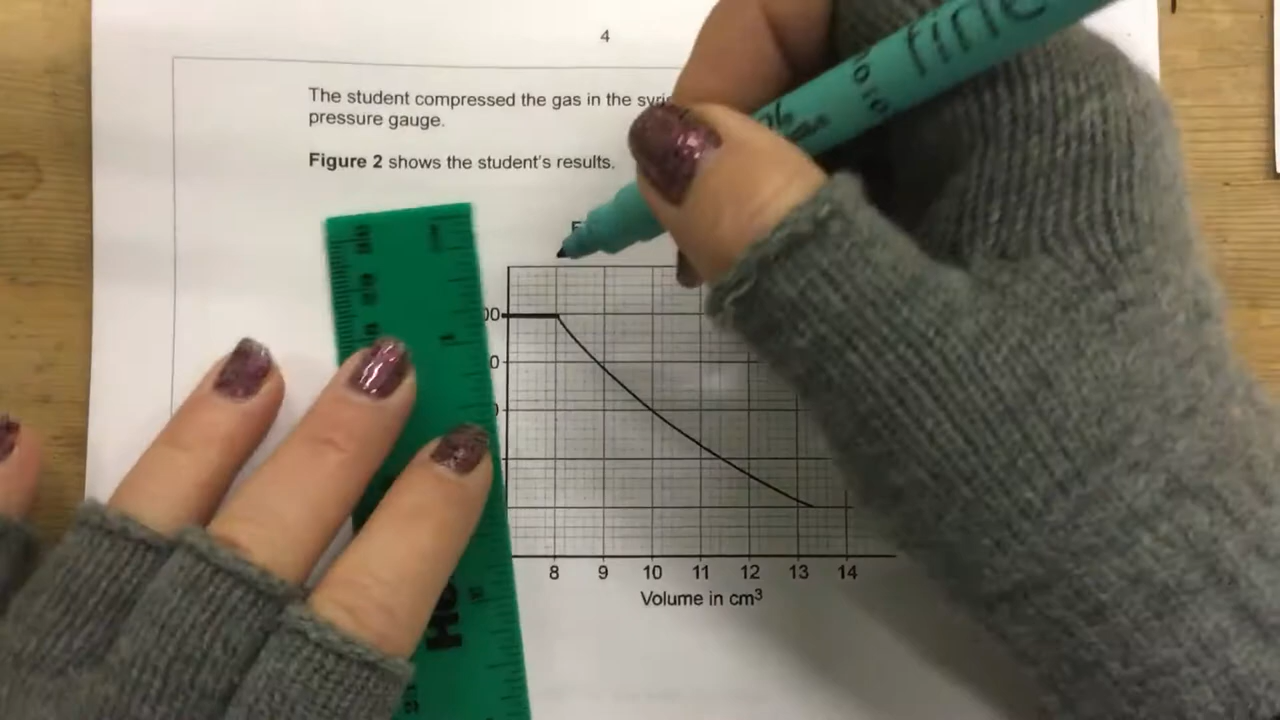 4
The student compressed the gas in the
pressure gauge.
Figure 2 shows the student's results.
fine
8 9 10 11 12 13 14
Volume in cm3